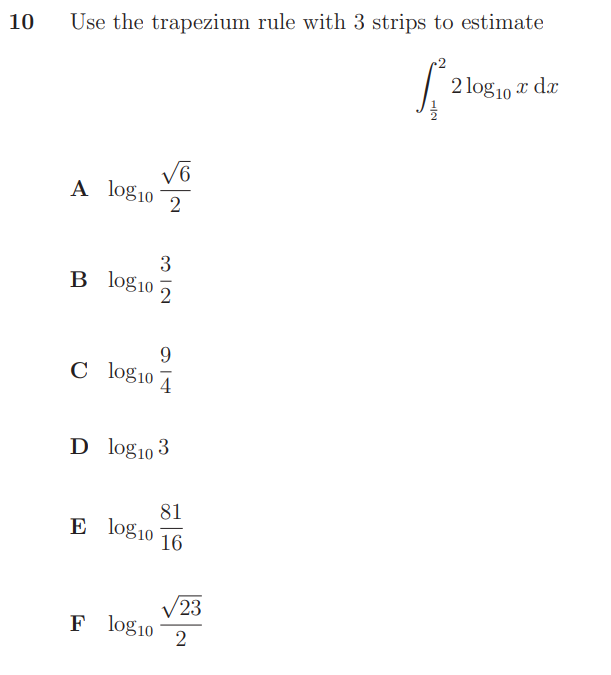 10 Use the trapezium rule with 3 strips to estimate
∫_{1/2}^{2} 2 log₁₀ x dx
A log₁₀ √6/2
B log₁₀ 3/2
C log₁₀ 9/4
D log₁₀ 3
E log₁₀ 81/16
F log₁₀ √23/2